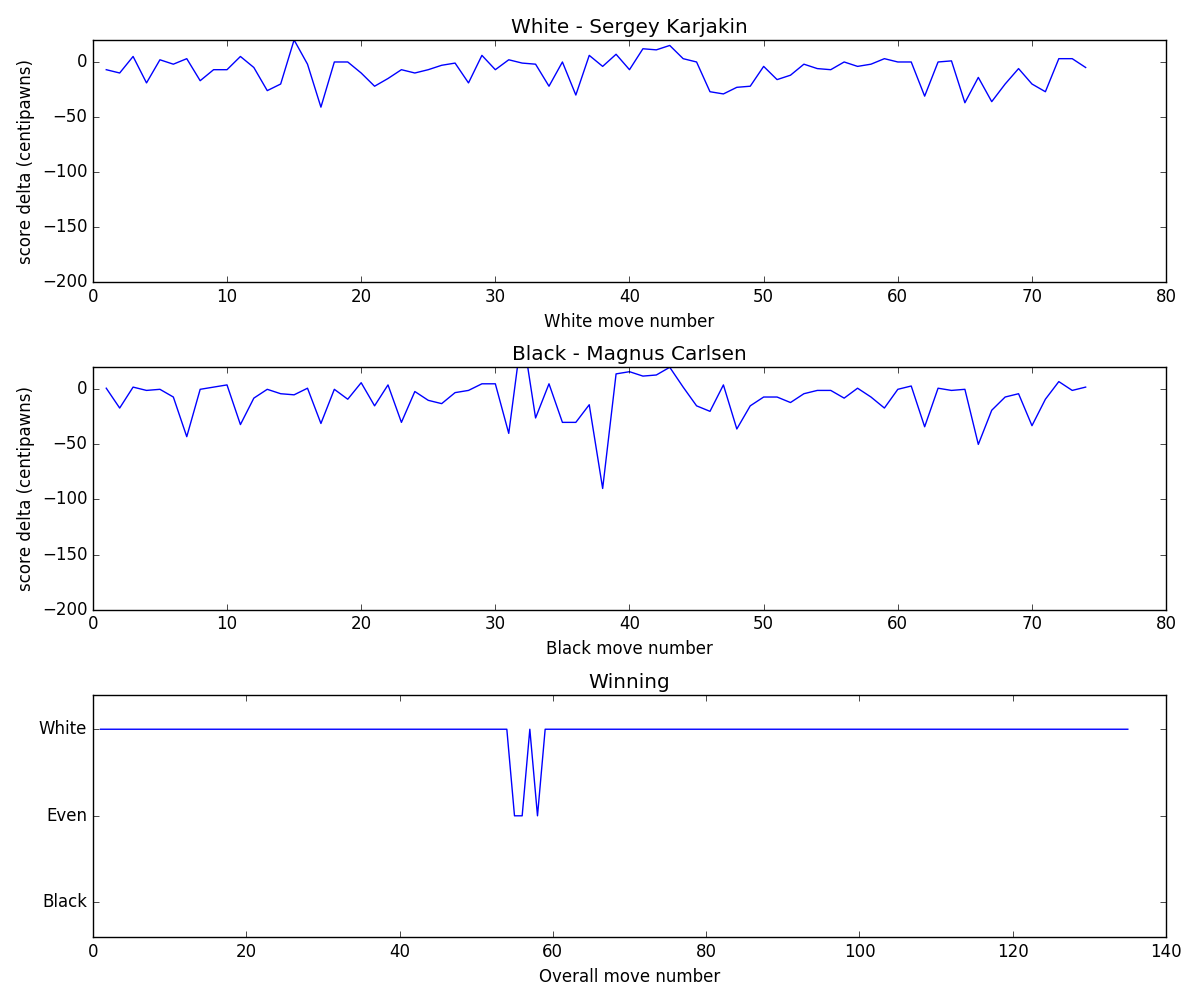 White - Sergey Karjakin
score delta (centipawns)
0
−50
−100
−150
−200
0 10 20 30 40 50 60 70 80
White move number
Black - Magnus Carlsen
score delta (centipawns)
0
−50
−100
−150
−200
0 10 20 30 40 50 60 70 80
Black move number
Winning
White
Even
Black
0 20 40 60 80 100 120 140
Overall move number